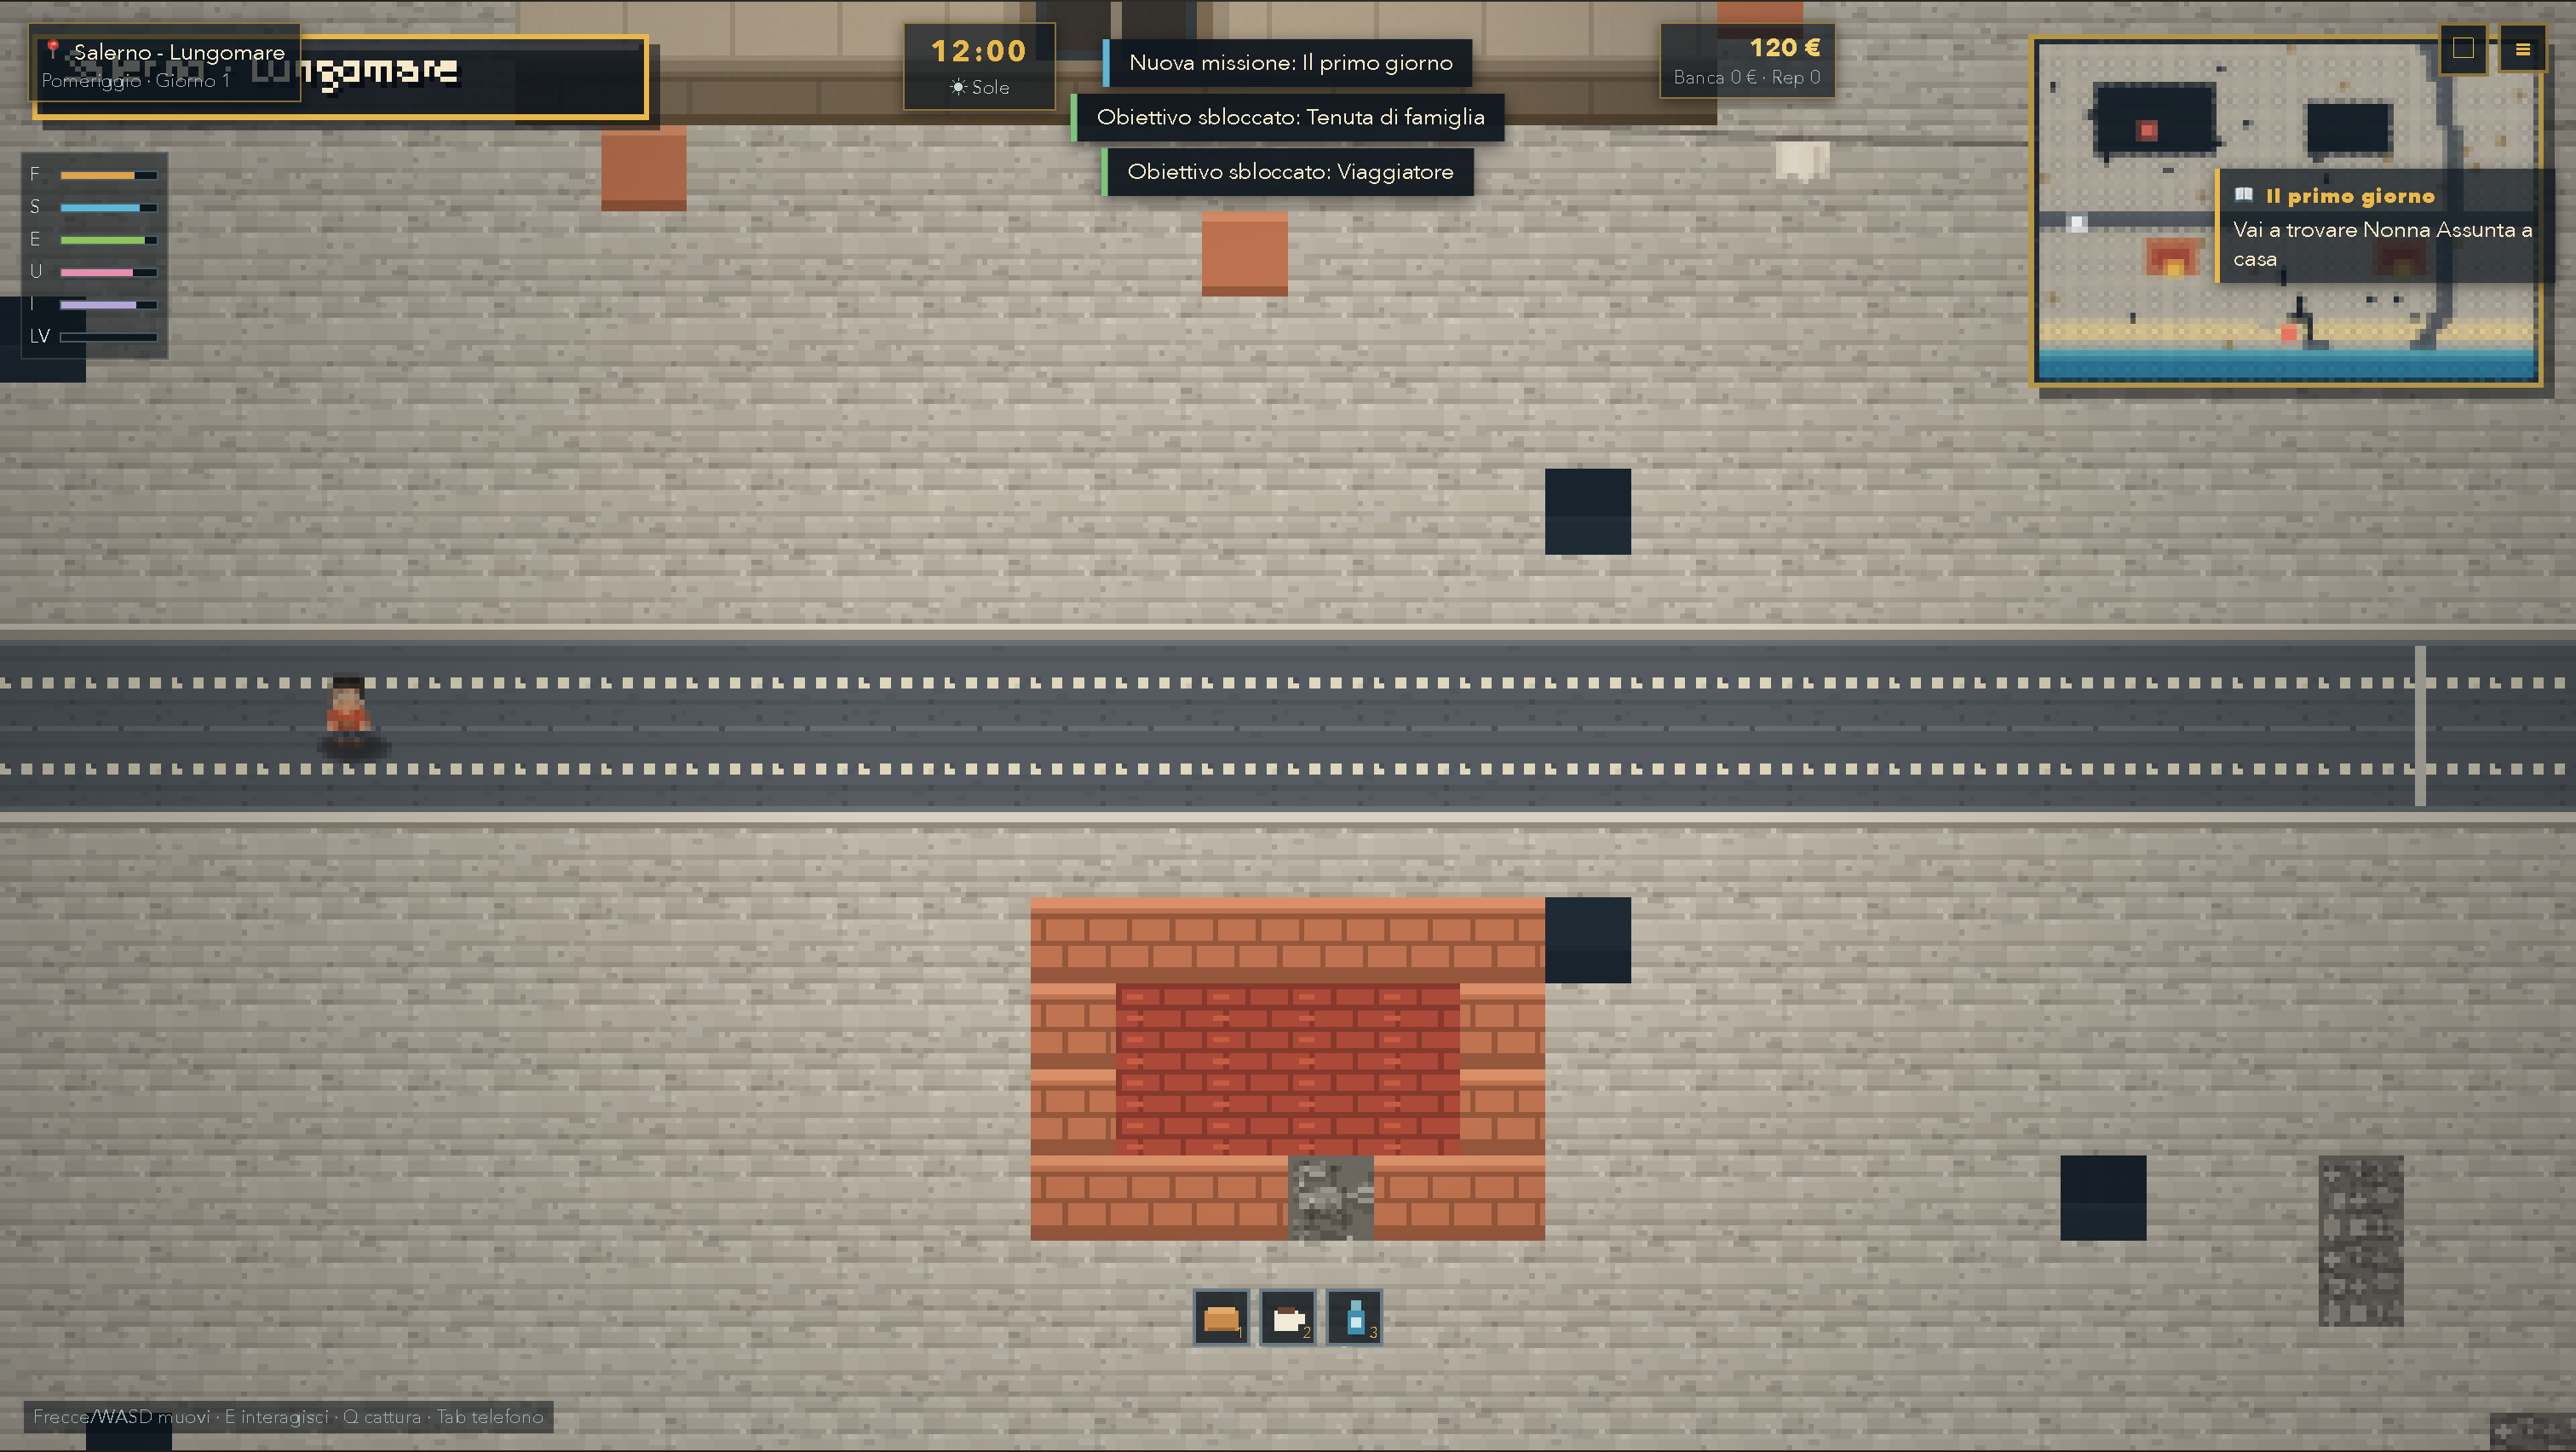 Salerno - Lungomare
Pomeriggio · Giorno 1
ngomare
12:00
Sole
Nuova missione: Il primo giorno
Obiettivo sbloccato: Tenuta di famiglia
Obiettivo sbloccato: Viaggiatore
120 €
Banca 0 € · Rep 0
Il primo giorno
Vai a trovare Nonna Assunta a
casa
F
S
E
U
I
LV
1
2
3
Frecce/WASD muovi · E interagisci · Q cattura · Tab telefono